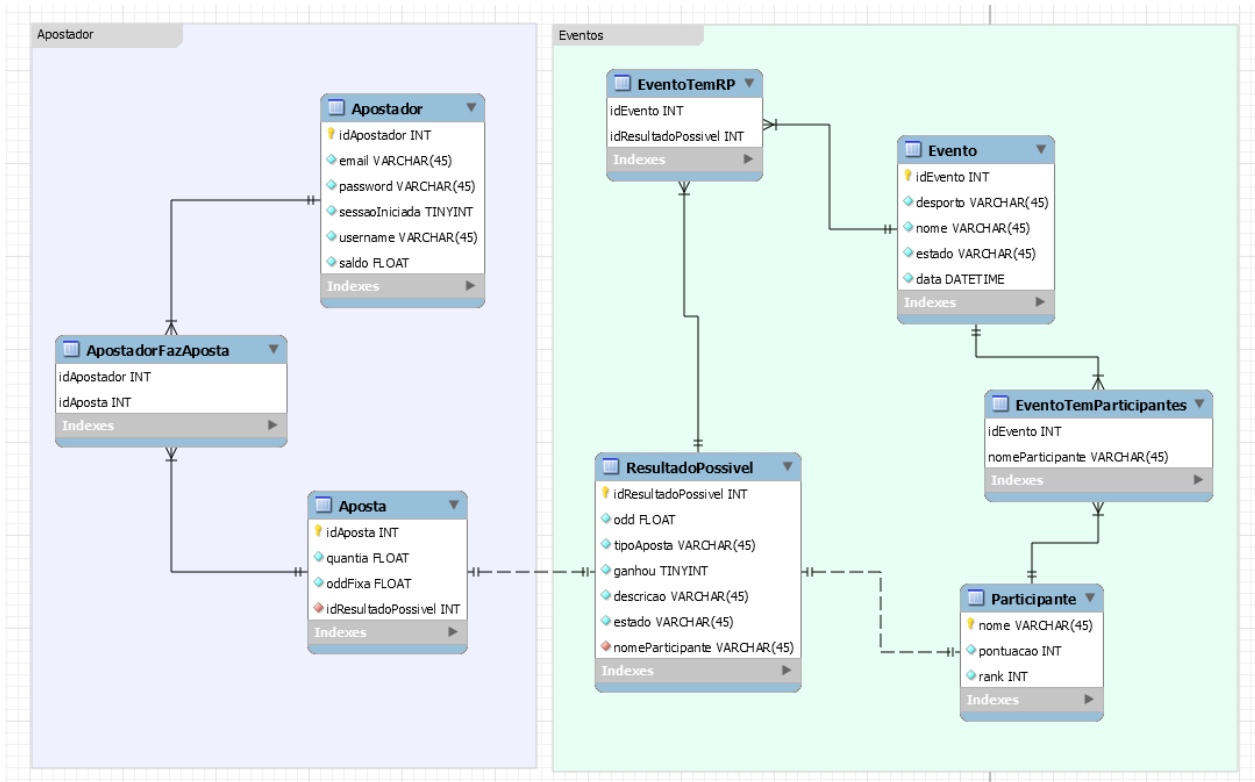 Apostador
Apostador
idApostador INT
email VARCHAR(45)
password VARCHAR(45)
sessaoIniciada TINYINT
username VARCHAR(45)
saldo FLOAT
Indexes
ApostadorFazAposta
idApostador INT
idAposta INT
Indexes
Aposta
idAposta INT
quantia FLOAT
oddFixa FLOAT
idResultadoPossivel INT
Indexes
Eventos
EventoTemRP
idEvento INT
idResultadoPossivel INT
Indexes
Evento
idEvento INT
desporto VARCHAR(45)
nome VARCHAR(45)
estado VARCHAR(45)
data DATETIME
Indexes
EventoTemParticipantes
idEvento INT
nomeParticipante VARCHAR(45)
Indexes
ResultadoPossivel
idResultadoPossivel INT
odd FLOAT
tipoAposta VARCHAR(45)
ganhou TINYINT
descricao VARCHAR(45)
estado VARCHAR(45)
nomeParticipante VARCHAR(45)
Indexes
Participante
nome VARCHAR(45)
pontuacao INT
rank INT
Indexes